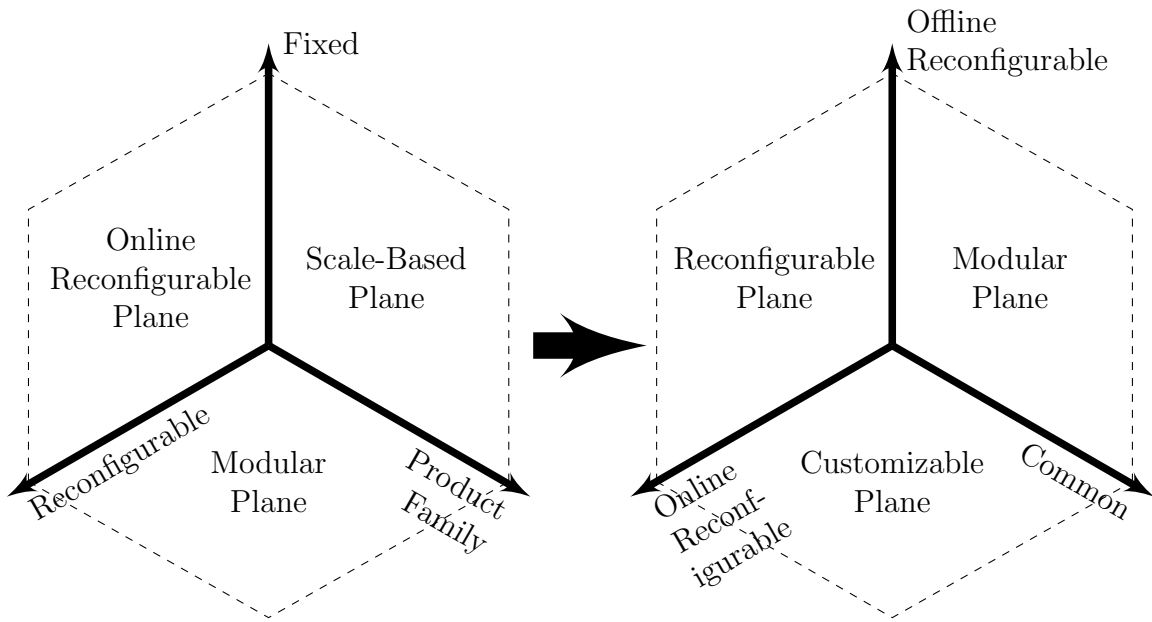 Fixed
Online
Reconfigurable
Plane
Scale-Based
Plane
Reconfigurable
Modular
Plane
Product
Family
Offline
Reconfigurable
Reconfigurable
Plane
Modular
Plane
Online
Reconf-
igurable
Customizable
Plane
Common